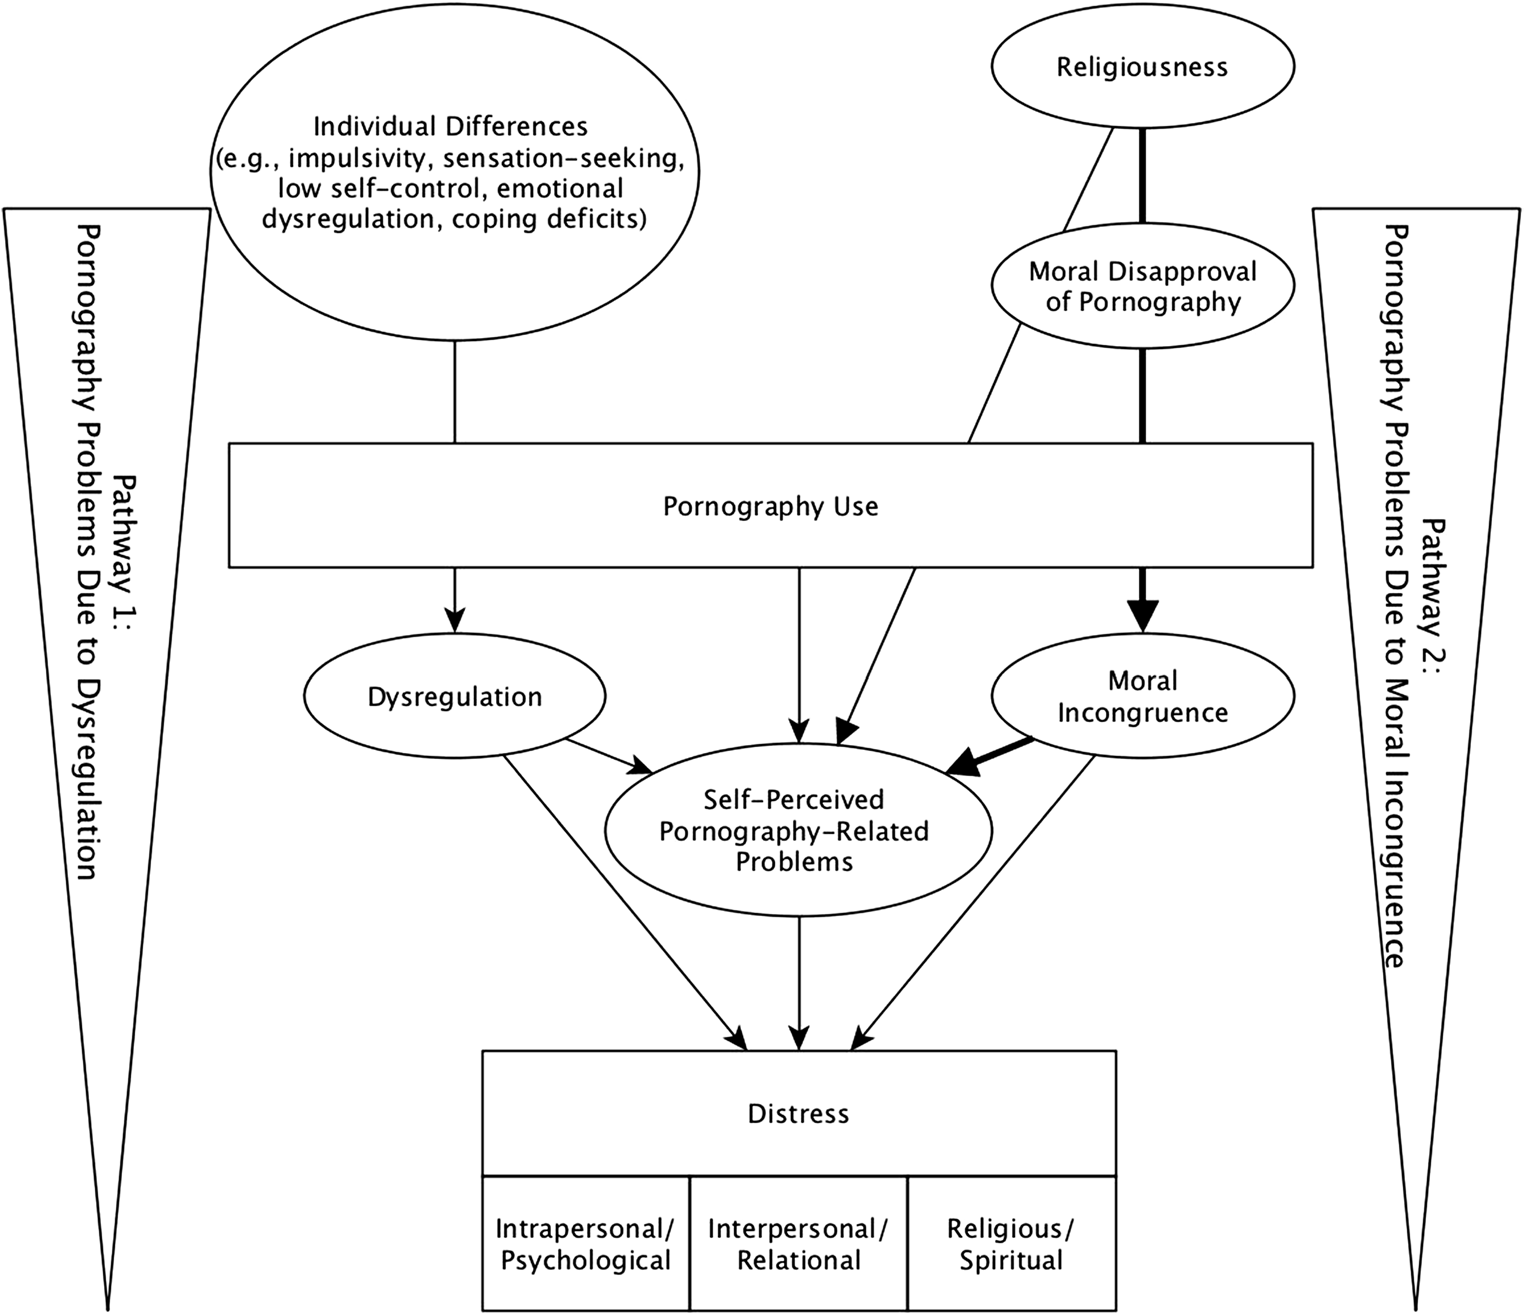 Individual Differences
(e.g., impulsivity, sensation-seeking,
low self-control, emotional
dysregulation, coping deficits)
Religiousness
Moral Disapproval
of Pornography
Pathway 1:
Pornography Problems Due to Dysregulation
Pathway 2:
Pornography Problems Due to Moral Incongruence
Pornography Use
Dysregulation
Moral
Incongruence
Self-Perceived
Pornography-Related
Problems
Distress
Intrapersonal/
Psychological
Interpersonal/
Relational
Religious/
Spiritual